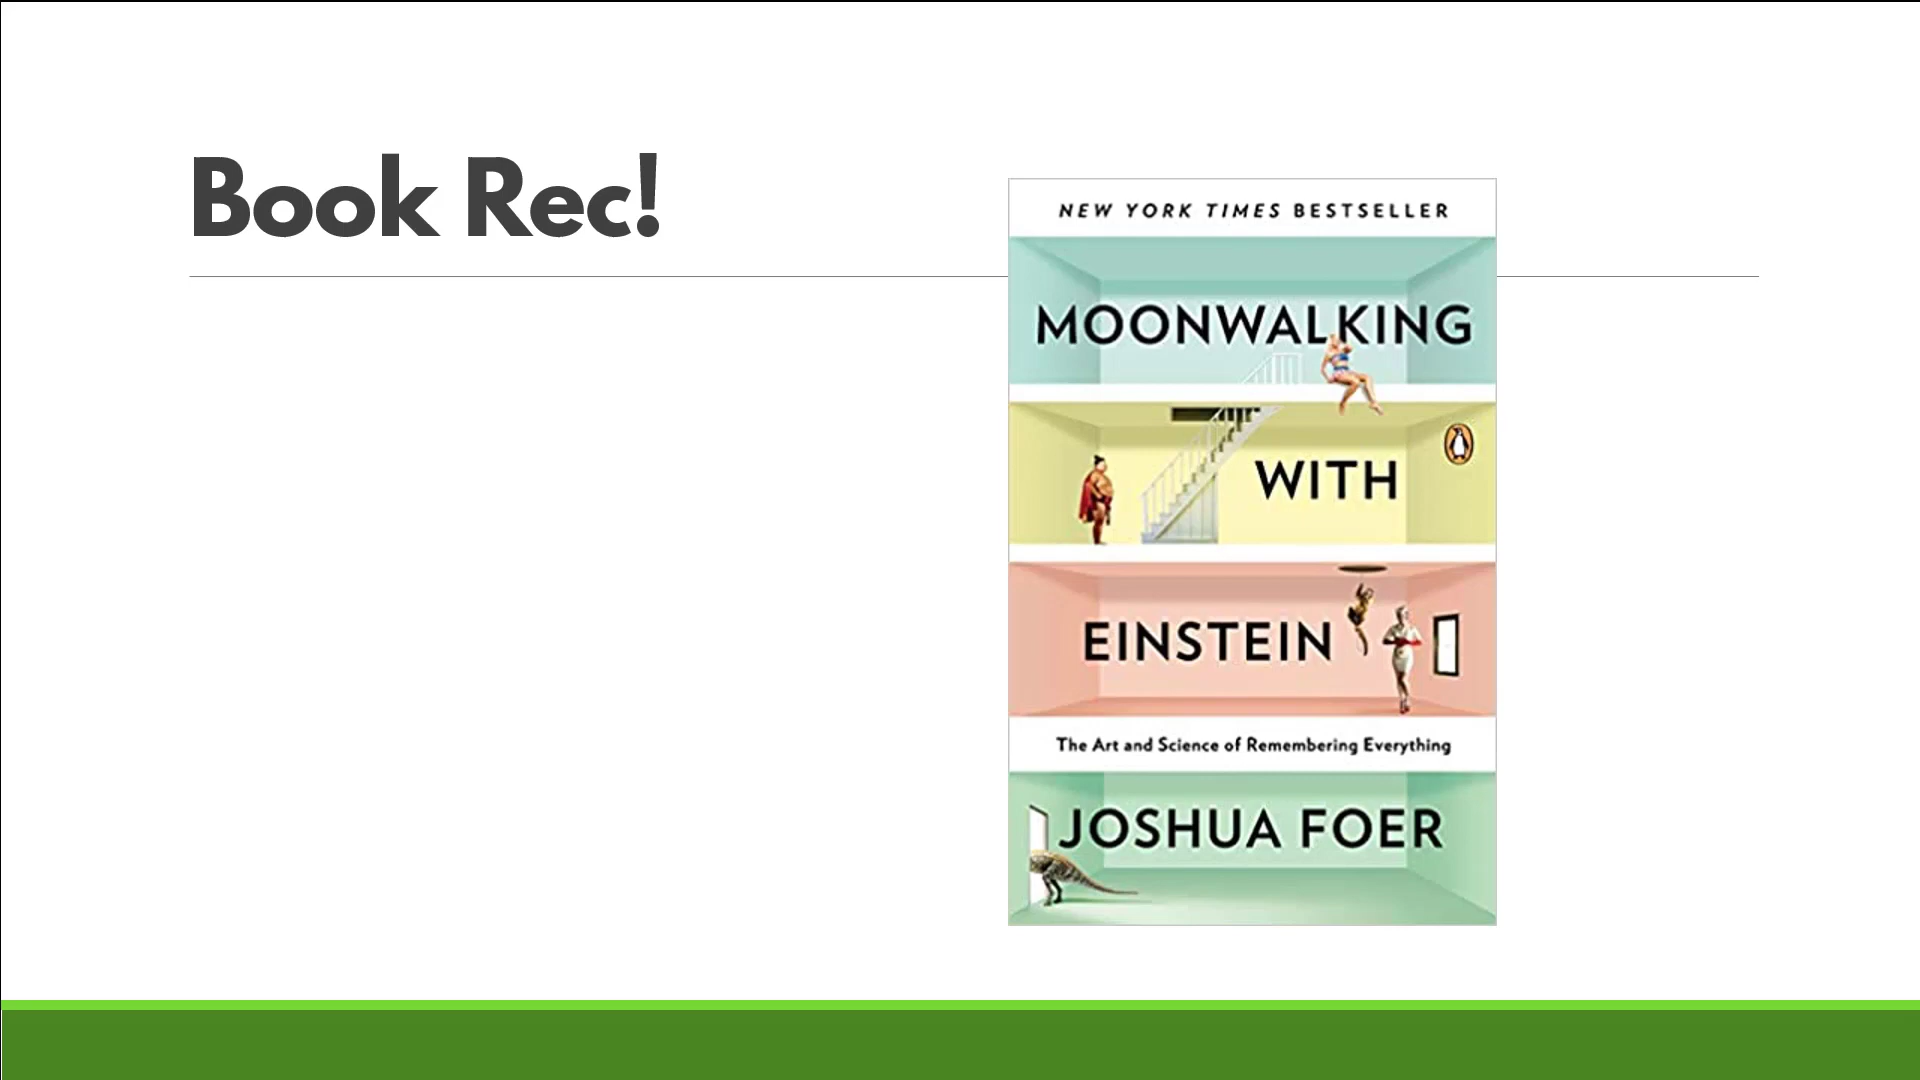 Book Rec!
NEW YORK TIMES BESTSELLER
MOONWALKING
WITH
EINSTEIN
The Art and Science of Remembering Everything
JOSHUA FOER